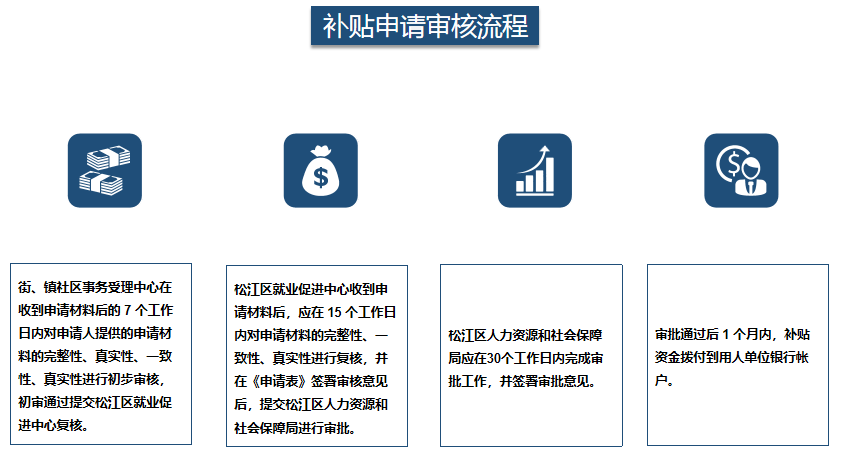 补贴申请审核流程
街、镇社区事务受理中心在
收到申请材料后的 7 个工作
日内对申请人提供的申请材
料的完整性、真实性、一致
性、真实性进行初步审核，
初审通过提交松江区就业促
进中心复核。
松江区就业促进中心收到申
请材料后，应在 15 个工作日
内对申请材料的完整性、一
致性、真实性进行复核，并
在《申请表》签署审核意见
后，提交松江区人力资源和
社会保障局进行审批。
松江区人力资源和社会保障
局应在30个工作日内完成审
批工作，并签署审批意见。
审批通过后 1 个月内，补贴
资金拨付到用人单位银行帐
户。